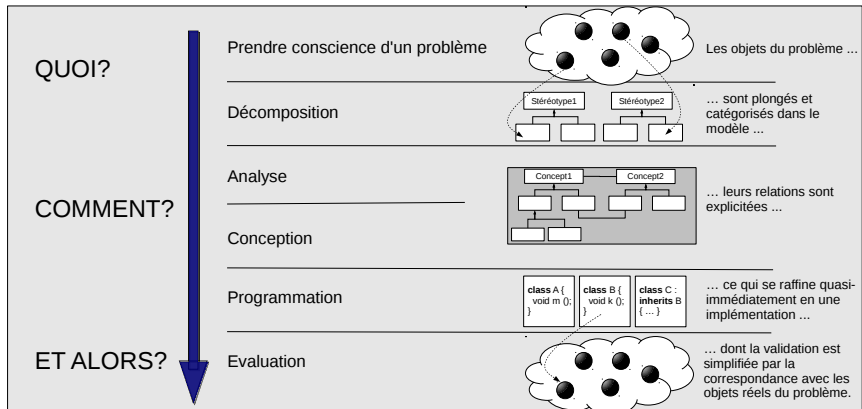 QUOI?
Prendre conscience d'un problème
Les objets du problème ...
Décomposition
Stéréotype1
Stéréotype2
… sont plongés et
catégorisés dans le
modèle ...
COMMENT?
Analyse
Concept1
Concept2
… leurs relations sont
explicitées ...
Conception
Programmation
class A {
void m ();
}
class B {
void k ();
}
class C :
inherits B
{ … }
… ce qui se raffine quasi-
immédiatement en une
implémentation ...
ET ALORS?
Evaluation
… dont la validation est
simplifiée par la
correspondance avec les
objets réels du problème.